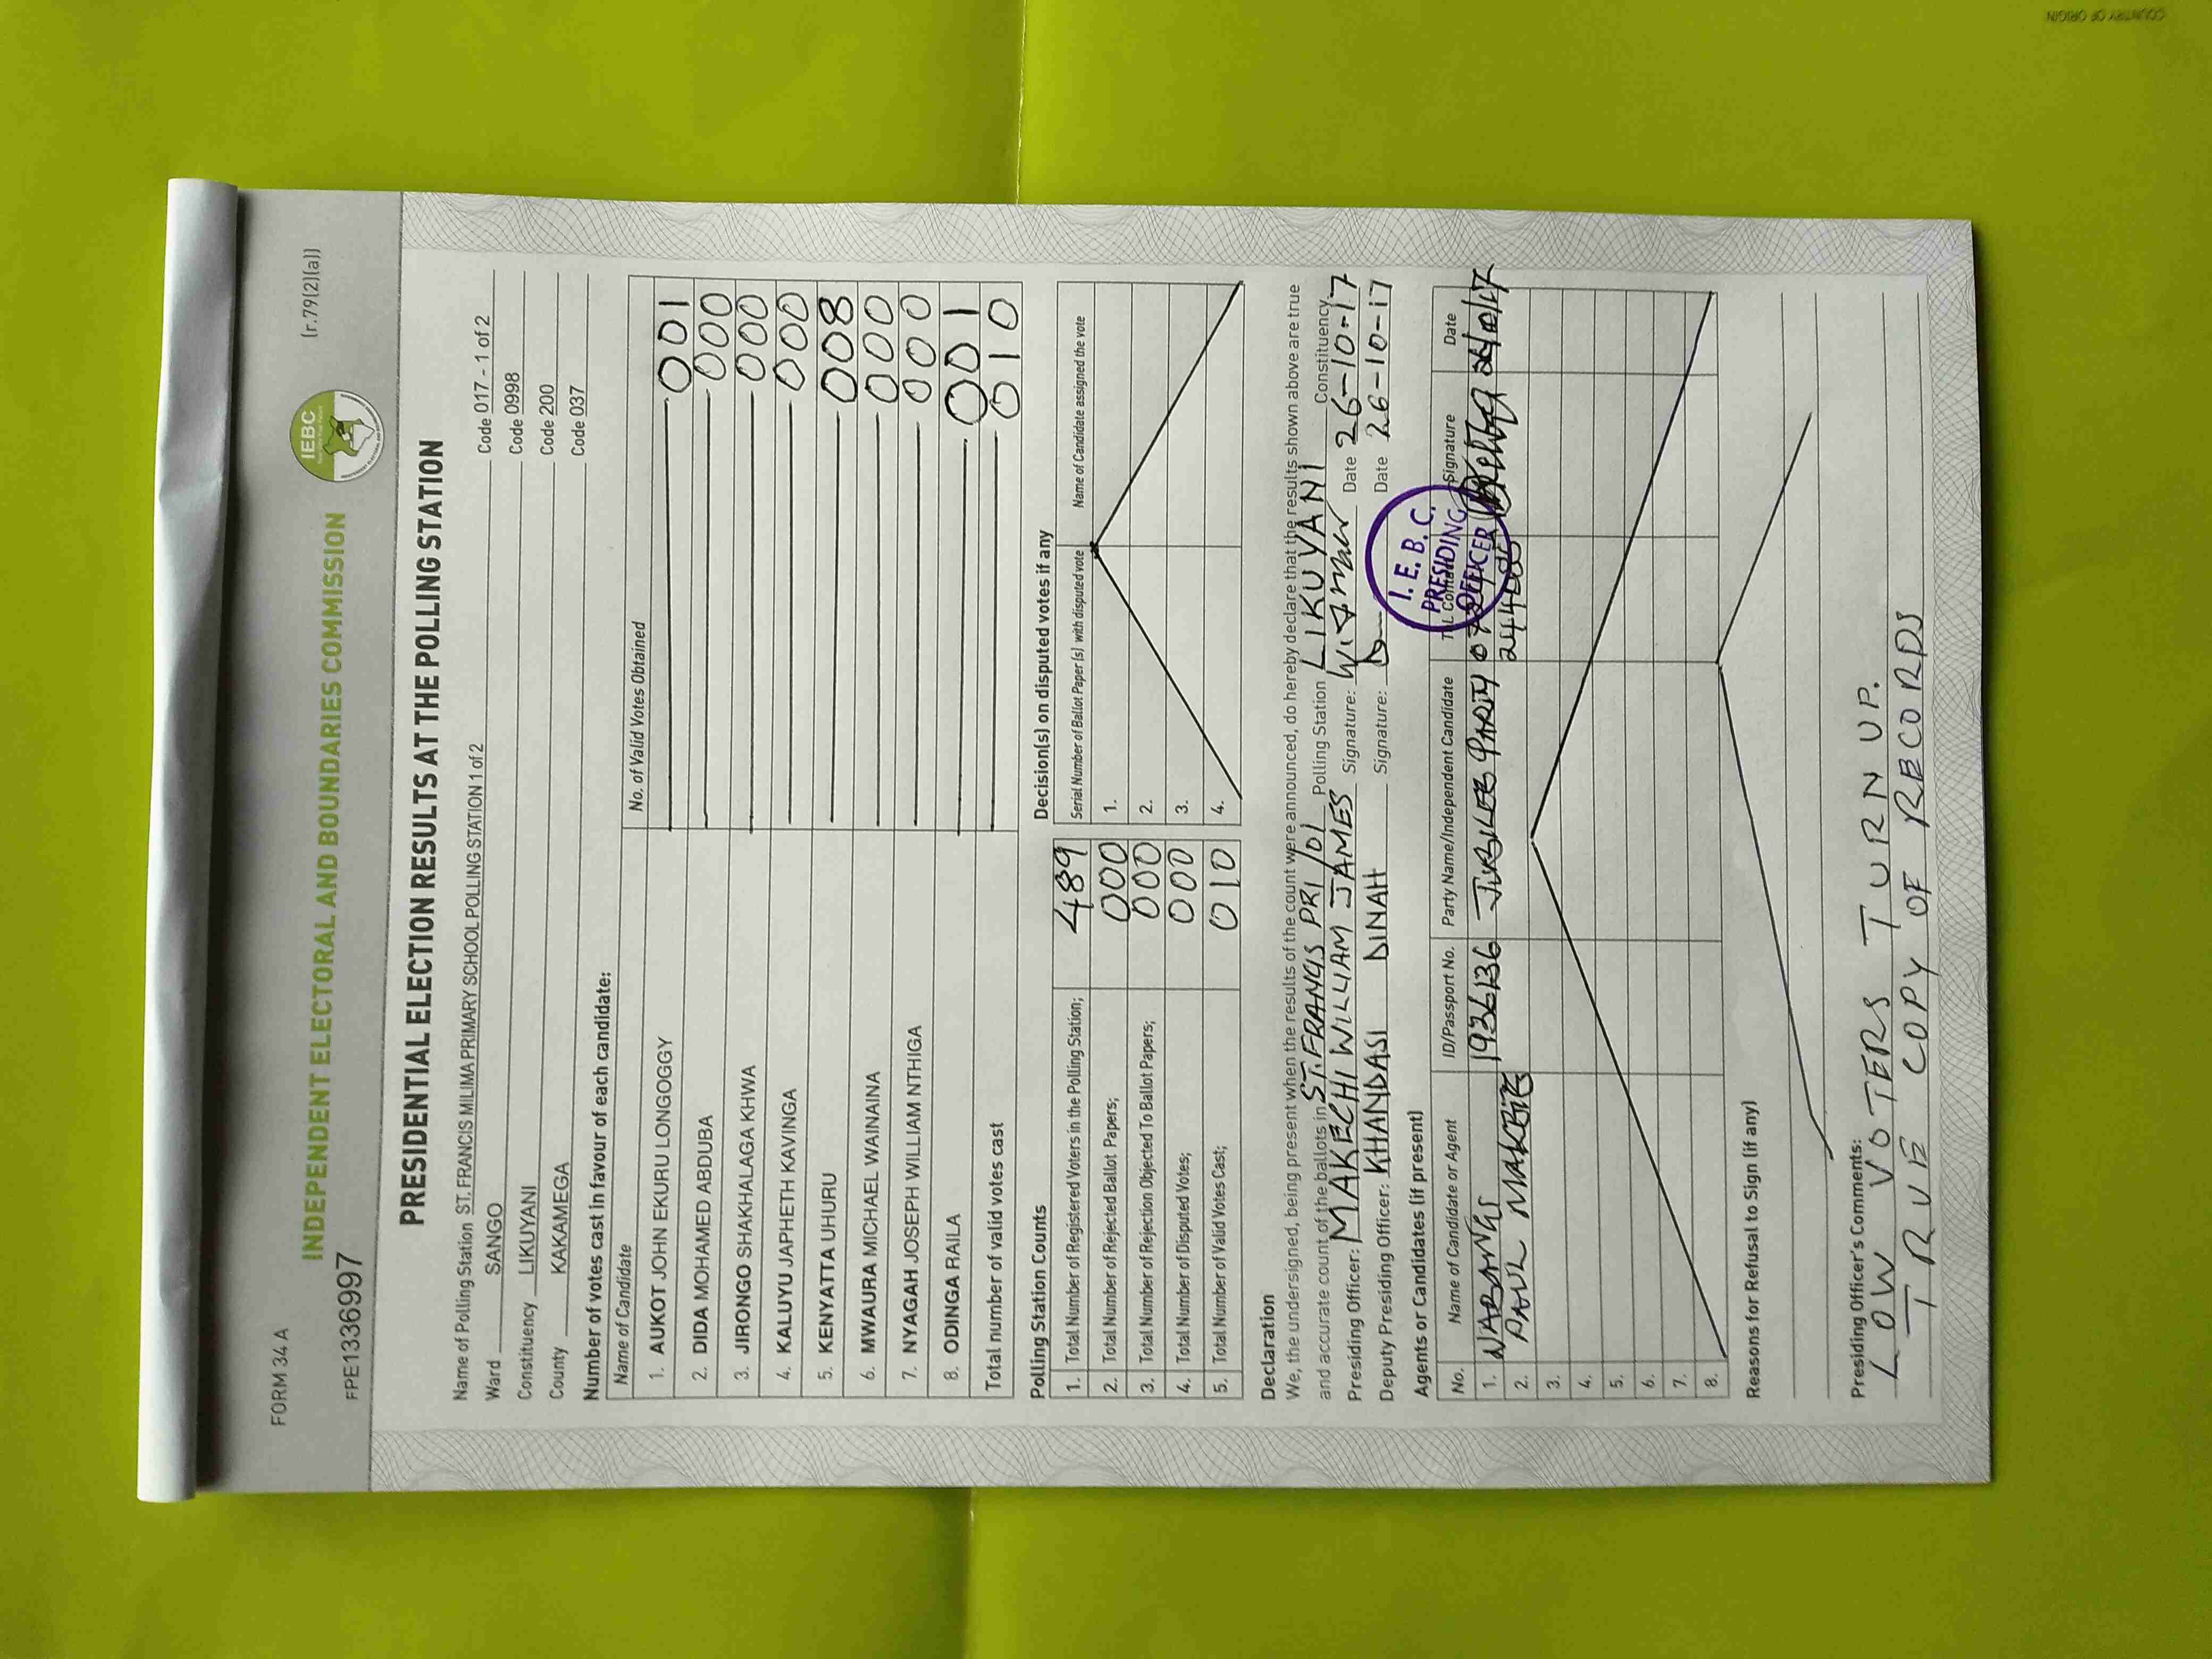 COUNTRY OF ORIGIN
FORM 34 A
(r.79(2)(a))
IEBC
INDEPENDENT ELECTORAL AND BOUNDARIES COMMISSION
FPE1336997
PRESIDENTIAL ELECTION RESULTS AT THE POLLING STATION
Name of Polling Station ST. FRANCIS MILIMA PRIMARY SCHOOL POLLING STATION 1 of 2 Code 017 - 1 of 2
Ward SANGO Code 0998
Constituency LIKUYANI Code 200
County KAKAMEGA Code 037
Number of votes cast in favour of each candidate:
Name of Candidate No. of Valid Votes Obtained
1. AUKOT JOHN EKURU LONGOGGY 001
2. DIDA MOHAMED ABDUBA 000
3. JIRONGO SHAKHALAGA KHWA 000
4. KALUYU JAPHETH KAVINGA 000
5. KENYATTA UHURU 008
6. MWAURA MICHAEL WAINAINA 000
7. NYAGAH JOSEPH WILLIAM NTHIGA 000
8. ODINGA RAILA 001
Total number of valid votes cast 010
Polling Station Counts
1. Total Number of Registered Voters in the Polling Station; 489
2. Total Number of Rejected Ballot Papers; 000
3. Total Number of Rejection Objected To Ballot Papers; 000
4. Total Number of Disputed Votes; 000
5. Total Number of Valid Votes Cast; 010
Decision(s) on disputed votes if any
Serial Number of Ballot Paper (s) with disputed vote Name of Candidate assigned the vote
1.
2.
3.
4.
Declaration
We, the undersigned, being present when the results of the count were announced, do hereby declare that the results shown above are true
and accurate count of the ballots in ST. FRANCIS PRI /01 Polling Station LIKUYANI Constituency.
Presiding Officer: MAKECHI WILLIAM JAMES Signature: Date 26-10-17
Deputy Presiding Officer: KHANDASI DINAH Signature: Date 26-10-17
I.E.B.C.
PRESIDING
OFFICER
Agents or Candidates (if present)
No. Name of Candidate or Agent ID/Passport No. Party Name/Independent Candidate Signature Date
1. JUBILEE PARTY
2. PAUL
3.
4.
5.
6.
7.
8.
Reasons for Refusal to Sign (if any)
Presiding Officer's Comments:
LOW VOTERS TURN UP.
TRUE COPY OF RECORDS